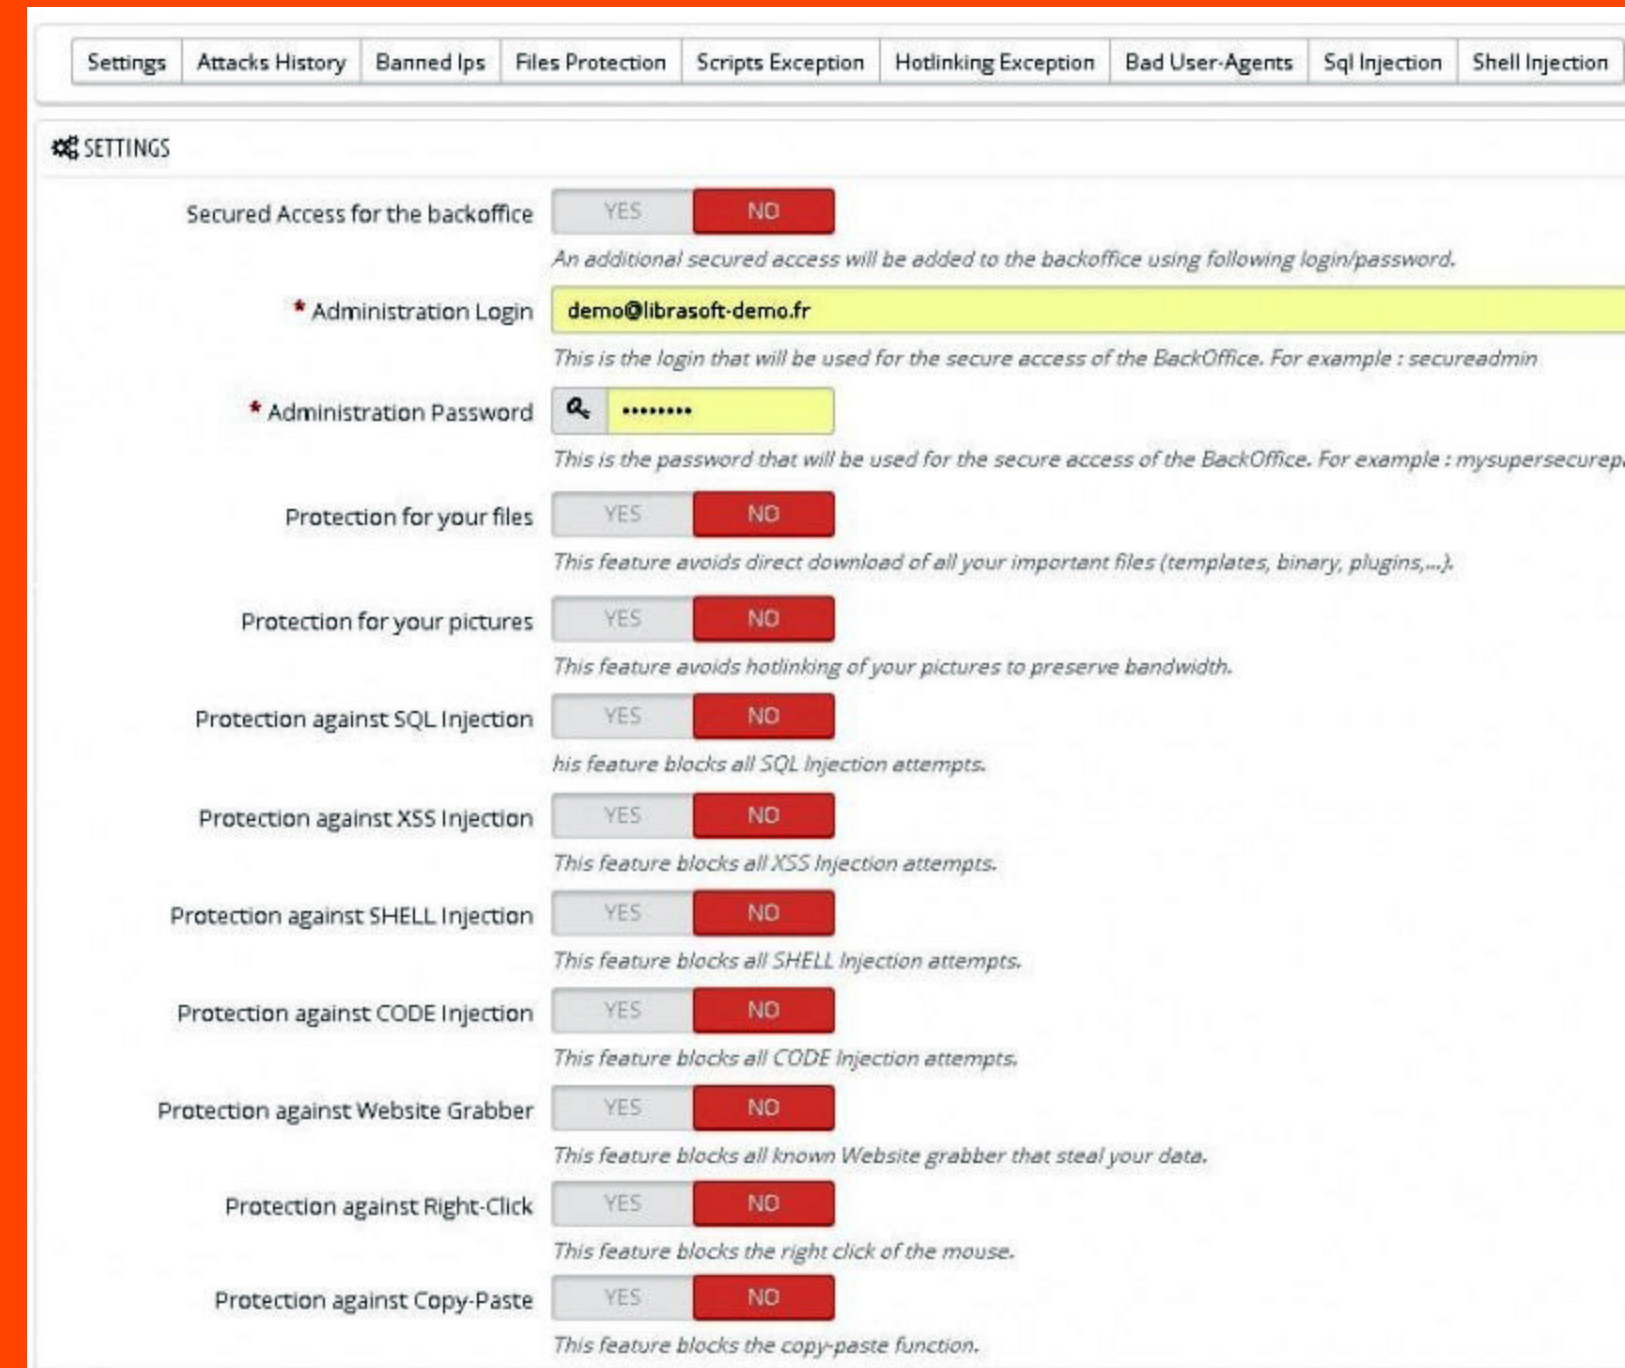 Settings Attacks History Banned Ips Files Protection Scripts Exception Hotlinking Exception Bad User-Agents Sql Injection Shell Injection
SETTINGS
Secured Access for the backoffice YES NO
An additional secured access will be added to the backoffice using following login/password.
* Administration Login demo@librasoft-demo.fr
This is the login that will be used for the secure access of the BackOffice. For example : secureadmin
* Administration Password ••••••••
This is the password that will be used for the secure access of the BackOffice. For example : mysupersecurepa
Protection for your files YES NO
This feature avoids direct download of all your important files (templates, binary, plugins,...).
Protection for your pictures YES NO
This feature avoids hotlinking of your pictures to preserve bandwidth.
Protection against SQL Injection YES NO
his feature blocks all SQL Injection attempts.
Protection against XSS Injection YES NO
This feature blocks all XSS Injection attempts.
Protection against SHELL Injection YES NO
This feature blocks all SHELL Injection attempts.
Protection against CODE Injection YES NO
This feature blocks all CODE Injection attempts.
Protection against Website Grabber YES NO
This feature blocks all known Website grabber that steal your data.
Protection against Right-Click YES NO
This feature blocks the right click of the mouse.
Protection against Copy-Paste YES NO
This feature blocks the copy-paste function.